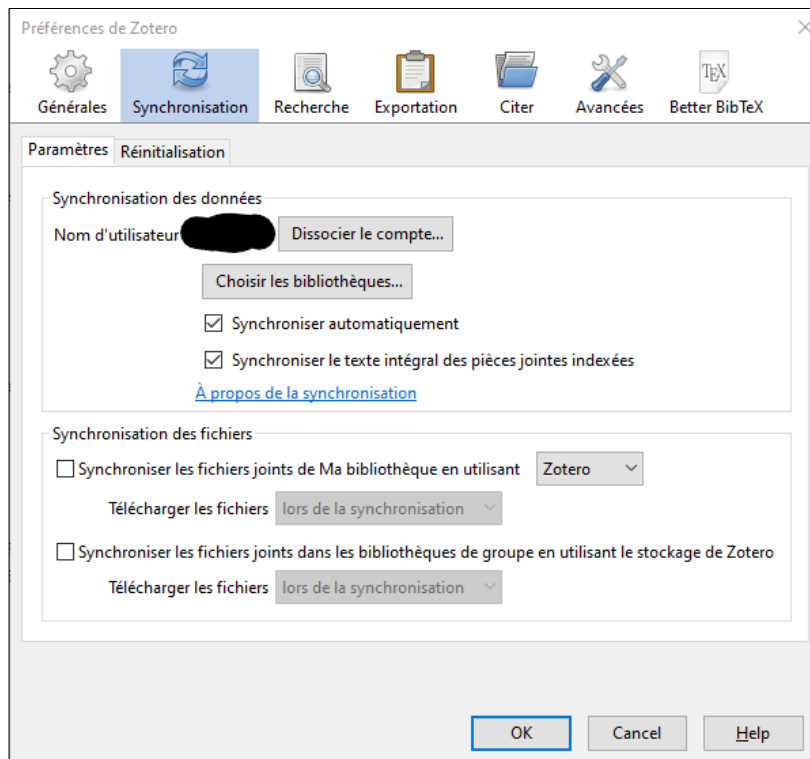 Préférences de Zotero
Générales Synchronisation Recherche Exportation Citer Avancées TEX Better BibTeX
Paramètres Réinitialisation
Synchronisation des données
Nom d'utilisateur Dissocier le compte...
Choisir les bibliothèques...
Synchroniser automatiquement
Synchroniser le texte intégral des pièces jointes indexées
À propos de la synchronisation
Synchronisation des fichiers
Synchroniser les fichiers joints de Ma bibliothèque en utilisant Zotero
Télécharger les fichiers lors de la synchronisation
Synchroniser les fichiers joints dans les bibliothèques de groupe en utilisant le stockage de Zotero
Télécharger les fichiers lors de la synchronisation
OK Cancel Help